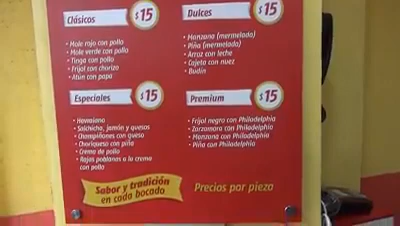 Clásicos
$15
• Mole rojo con pollo
• Mole verde con pollo
• Tinga con pollo
• Frijol con chorizo
• Atún con papa
Dulces
$15
• Manzana (mermelada)
• Piña (mermelada)
• Arroz con leche
• Cajeta con nuez
• Budín
Especiales
$15
• Hawaiano
• Salchicha, jamón y quesos
• Champiñones con queso
• Choriqueso con piña
• Crema de pollo
• Rajas poblanas a la crema
con pollo
Premium
$15
• Frijol negro con Philadelphia
• Zarzamora con Philadelphia
• Manzana con Philadelphia
• Piña con Philadelphia
Sabor y tradición
en cada bocado
Precios por pieza